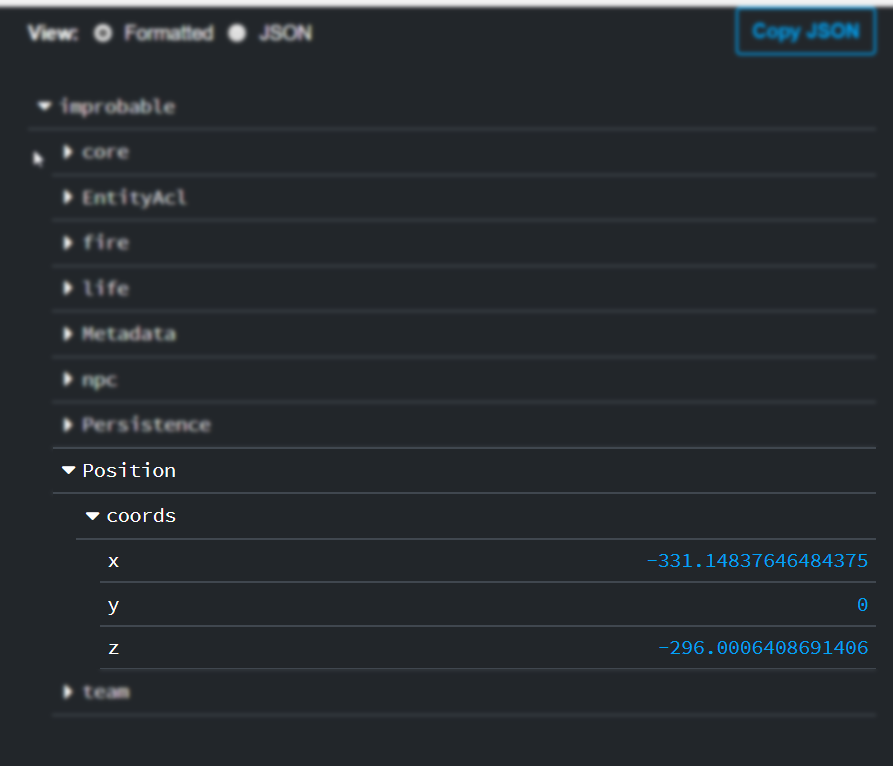 View: Formatted JSON Copy JSON
improbable
core
EntityAcl
fire
life
Metadata
npc
Persistence
Position
coords
x -331.14837646484375
y 0
z -296.0006408691406
team